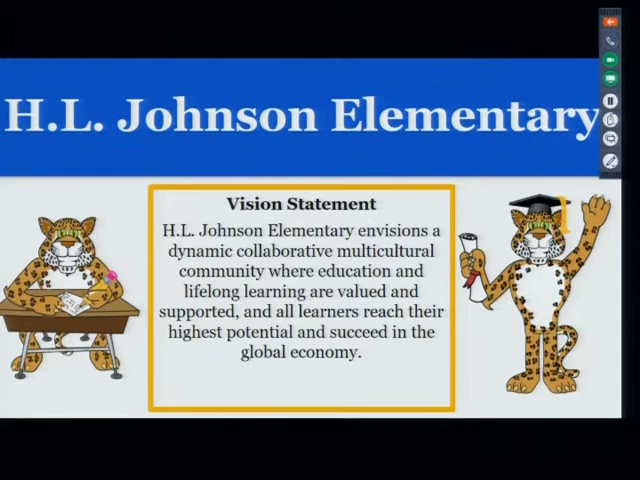 H.L. Johnson Elementary
Vision Statement
H.L. Johnson Elementary envisions a
dynamic collaborative multicultural
community where education and
lifelong learning are valued and
supported, and all learners reach their
highest potential and succeed in the
global economy.